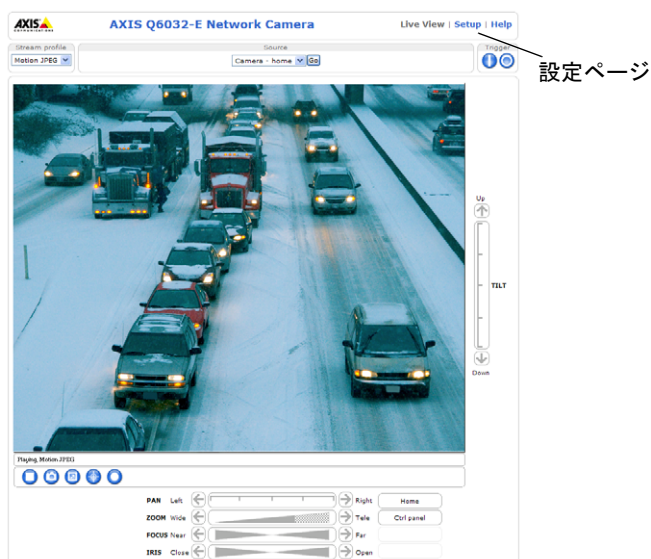 AXIS
COMMUNICATIONS
AXIS Q6032-E Network Camera
Live View | Setup | Help
Stream profile
Source
Trigger
Motion JPEG
Camera - home
Go
設定ページ
Up
TILT
Down
Playing Motion JPEG
PAN Left Right Home
ZOOM Wide Tele Ctrl panel
FOCUS Near Far
IRIS Close Open